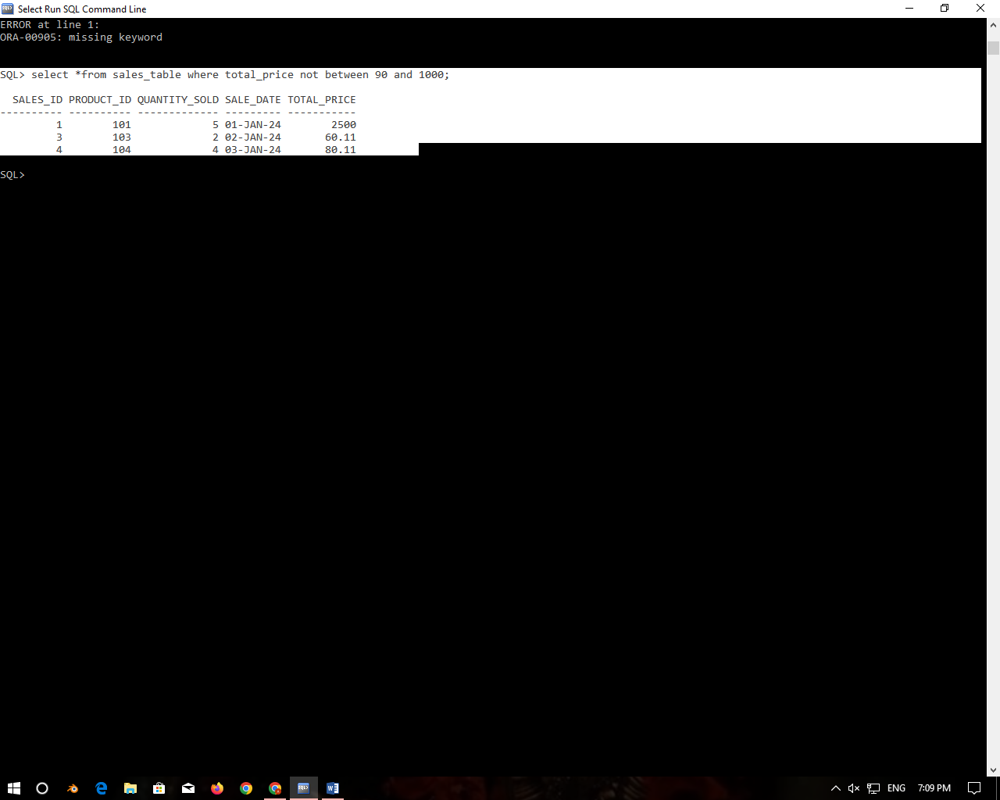 Select Run SQL Command Line
ERROR at line 1:
ORA-00905: missing keyword
SQL> select *from sales_table where total_price not between 90 and 1000;
SALES_ID PRODUCT_ID QUANTITY_SOLD SALE_DATE TOTAL_PRICE
---------- ---------- ------------- --------- -----------
1 101 5 01-JAN-24 2500
3 103 2 02-JAN-24 60.11
4 104 4 03-JAN-24 80.11
SQL>
ENG 7:09 PM